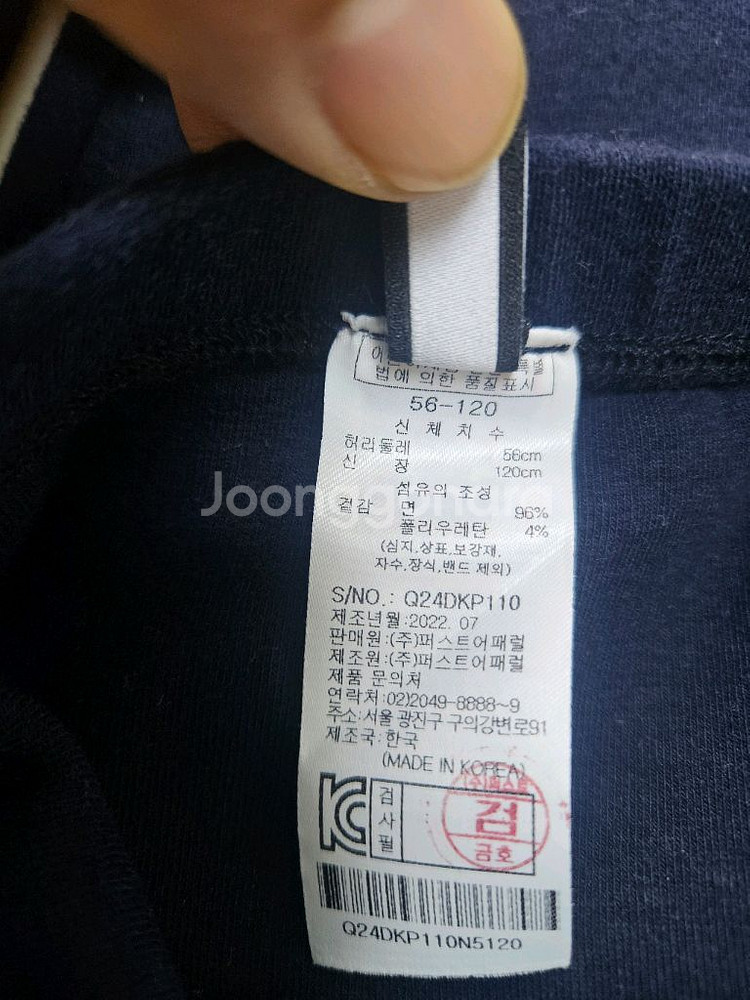 법에 의한 품질표시
56-120
신 체 치 수
허리둘레 56cm
신 장 120cm
섬유의 조성
겉감 면 96%
폴리우레탄 4%
(심지,상표,보강재,
자수,장식,밴드 제외)
S/NO.: Q24DKP110
제조년월:2022. 07
판매원:(주)퍼스트어패럴
제조원:(주)퍼스트어패럴
제품 문의처
연락처:02)2049-8888~9
주소:서울 광진구 구의강변로91
제조국:한국
(MADE IN KOREA)
KC 검사필
검
금호
Q24DKP110N5120